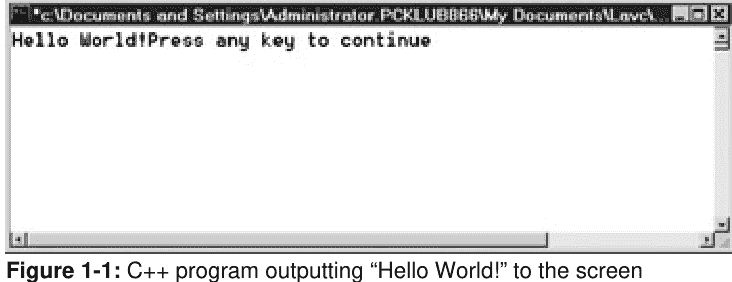 "c:\Documents and Settings\Administrator.PCKLUB866\My Documents\Lavc\...
Hello World!Press any key to continue
Figure 1-1: C++ program outputting “Hello World!” to the screen